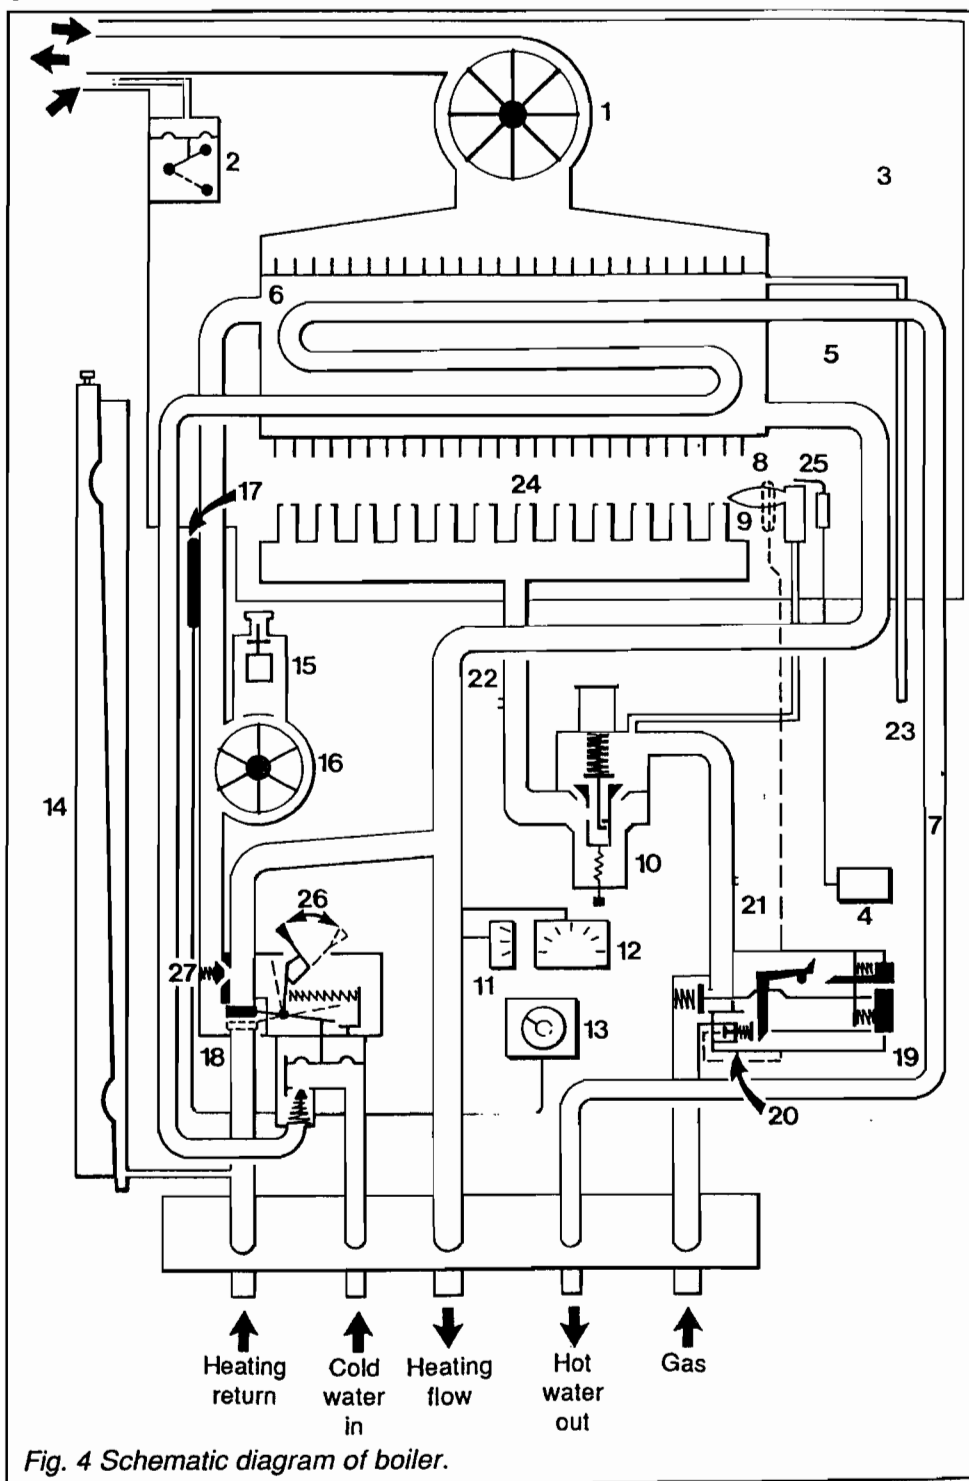 1
2
3
6
5
17
24
8
25
9
15
22
16
23
14
7
10
21
4
26
27
11
12
13
18
19
20
Heating
return
Cold
water
in
Heating
flow
Hot
water
out
Gas
Fig. 4 Schematic diagram of boiler.